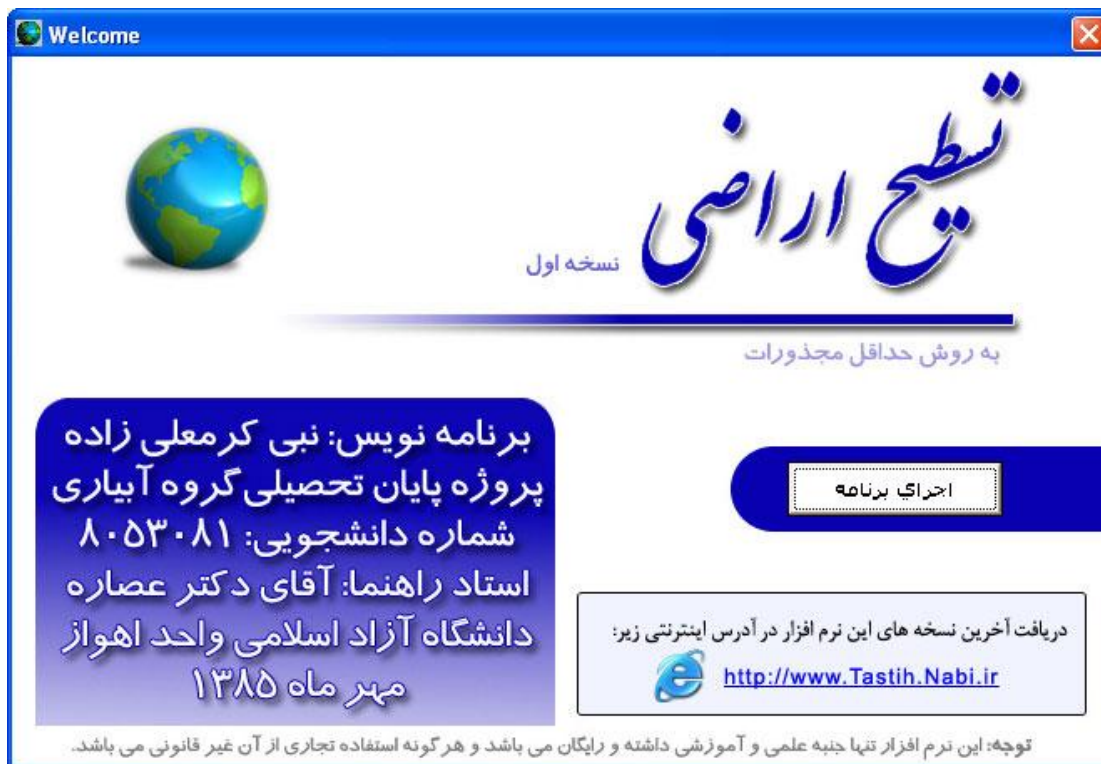 Welcome
تسطیح اراضی
نسخه اول
به روش حداقل مجذورات
برنامه نویس: نبی کرمعلی زاده
پروژه پایان تحصیلی گروه آبیاری
شماره دانشجویی: ۸۰۵۳۰۸۱
استاد راهنما: آقای دکتر عصاره
دانشگاه آزاد اسلامی واحد اهواز
مهر ماه ۱۳۸۵
اجرای برنامه
دریافت آخرین نسخه های این نرم افزار در آدرس اینترنتی زیر:
http://www.Tastih.Nabi.ir
توجه: این نرم افزار تنها جنبه علمی و آموزشی داشته و رایگان می باشد و هر گونه استفاده تجاری از آن غیر قانونی می باشد.